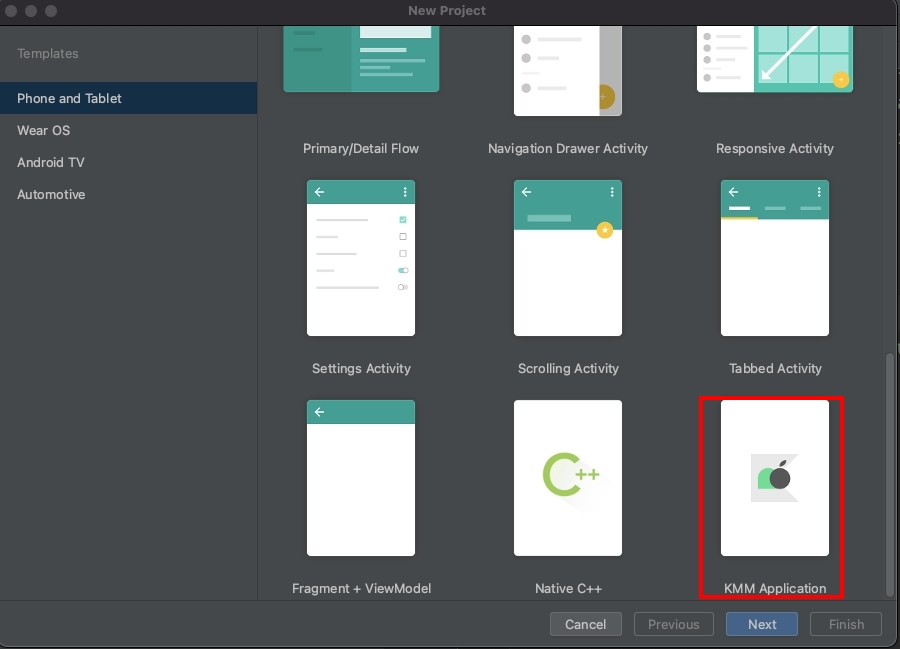 New Project
Templates
Phone and Tablet
Wear OS
Android TV
Automotive
Primary/Detail Flow
Navigation Drawer Activity
Responsive Activity
Settings Activity
Scrolling Activity
Tabbed Activity
C++
Fragment + ViewModel
Native C++
KMM Application
Cancel
Previous
Next
Finish